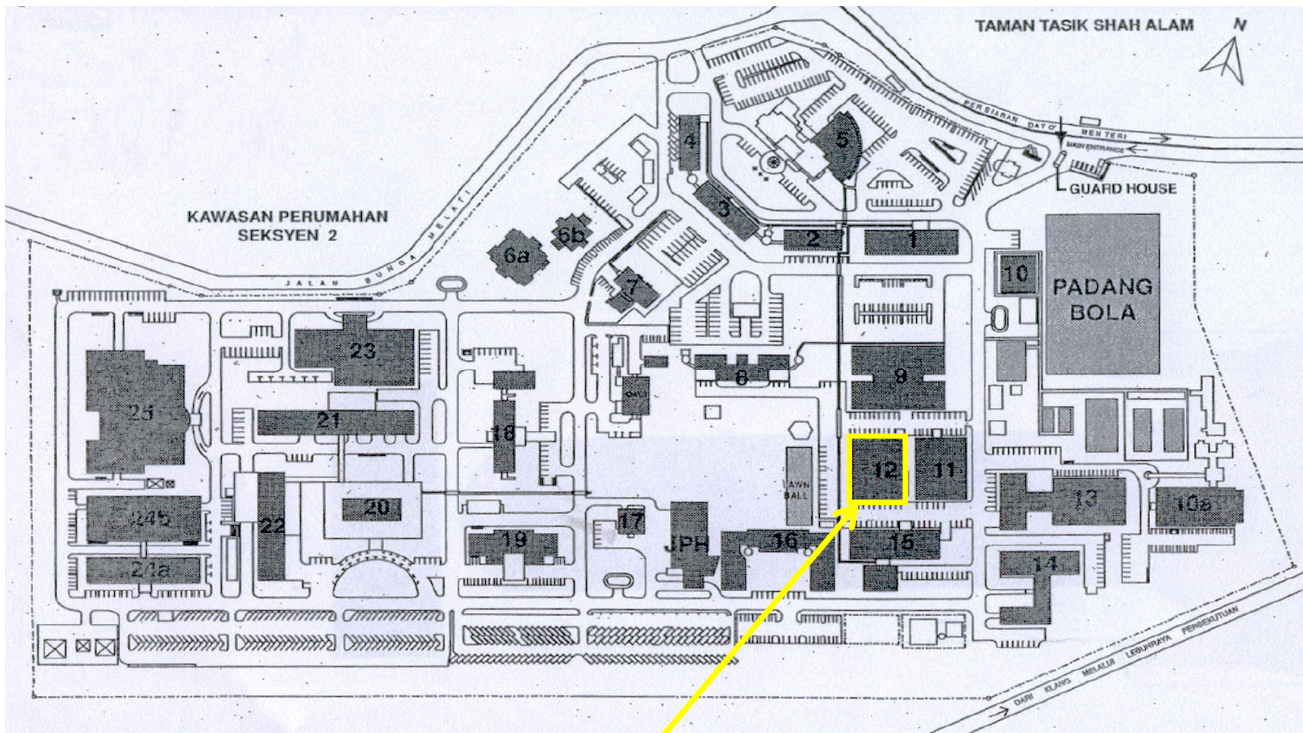 TAMAN TASIK SHAH ALAM
N
PERSIARAN DATO' MENTERI
MAIN ENTRANCE
GUARD HOUSE
KAWASAN PERUMAHAN
SEKSYEN 2
JALAN BUNGA MELATI
4
5
3
2
1
6b
6a
7
10
PADANG
BOLA
23
8
9
25
21
18
12
11
LAWN
BALL
13
10a
24b
22
20
17
JPH
16
15
19
24a
14
DARI KLANG MELALUI LEBUHRAYA PERSEKUTUAN